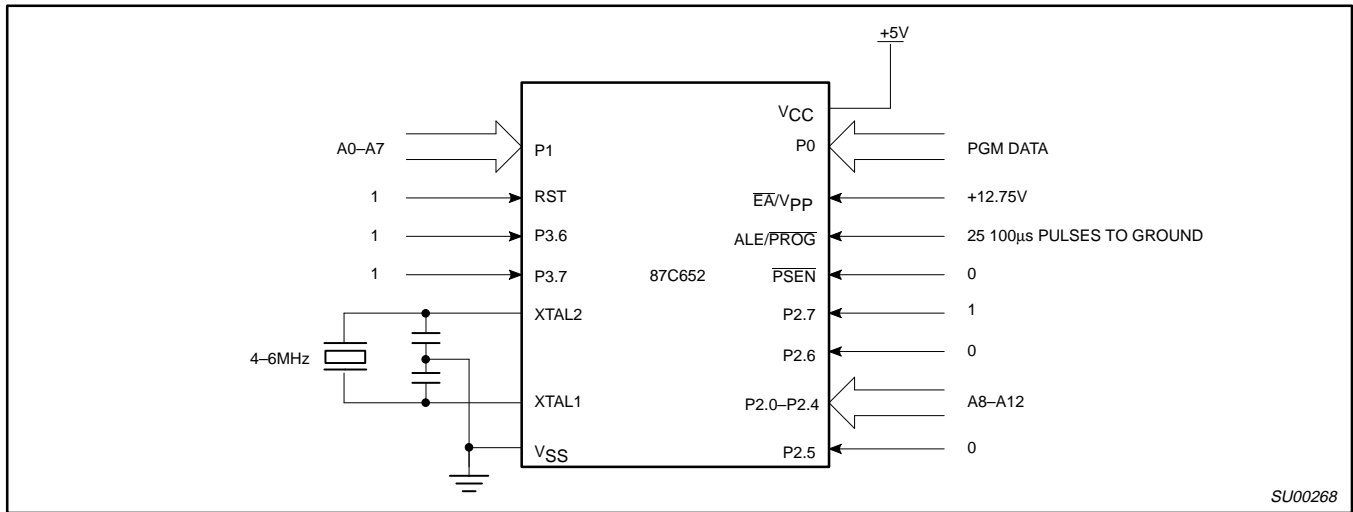 +5V
VCC
A0–A7
P1
P0
PGM DATA
1
RST
EA/VPP
+12.75V
1
P3.6
ALE/PROG
25 100µs PULSES TO GROUND
1
P3.7
87C652
PSEN
0
XTAL2
P2.7
1
4–6MHz
P2.6
0
XTAL1
P2.0–P2.4
A8–A12
VSS
P2.5
0
SU00268